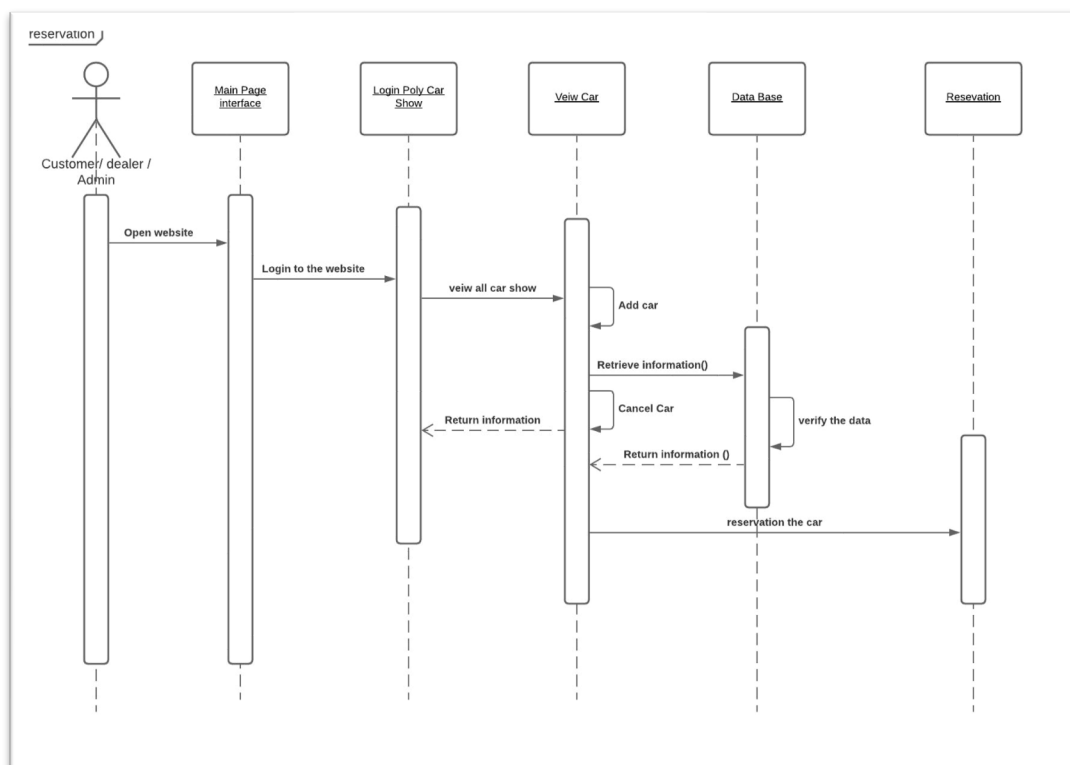 reservation
Main Page
interface
Login Poly Car
Show
Veiw Car
Data Base
Resevation
Customer/ dealer /
Admin
Open website
Login to the website
veiw all car show
Add car
Retrieve information()
Cancel Car
Return information
verify the data
Return information ()
reservation the car